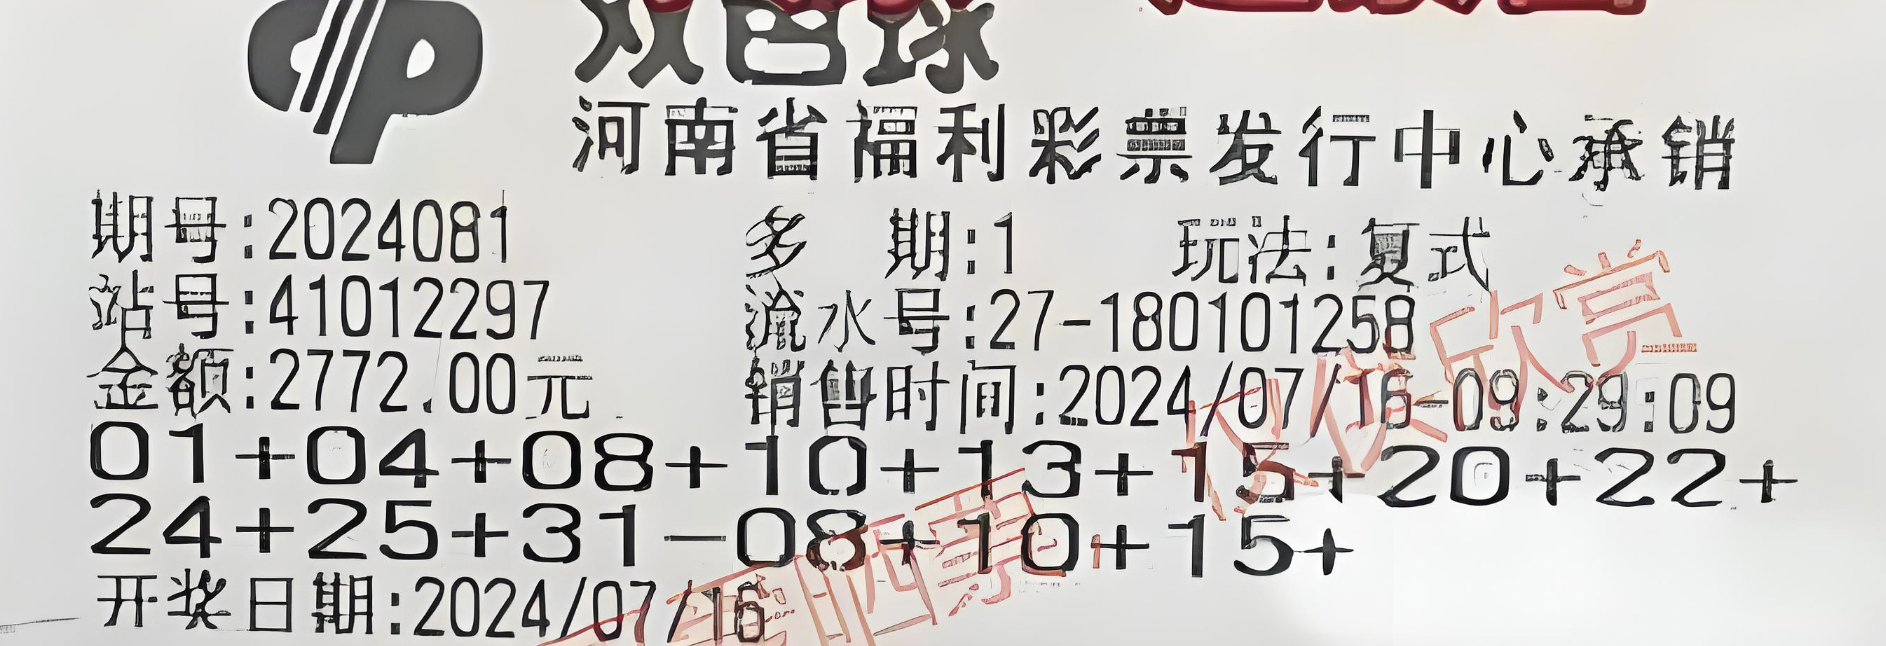 双色球
河南省福利彩票发行中心承销
期号:2024081 多期:1 玩法:复式
站号:41012297 流水号:27-180101258
金额:2772.00元 销售时间:2024/07/16-09:29:09
01+04+08+10+13+15+20+22+
24+25+31-08+10+15+
开奖日期:2024/07/16
欣赏